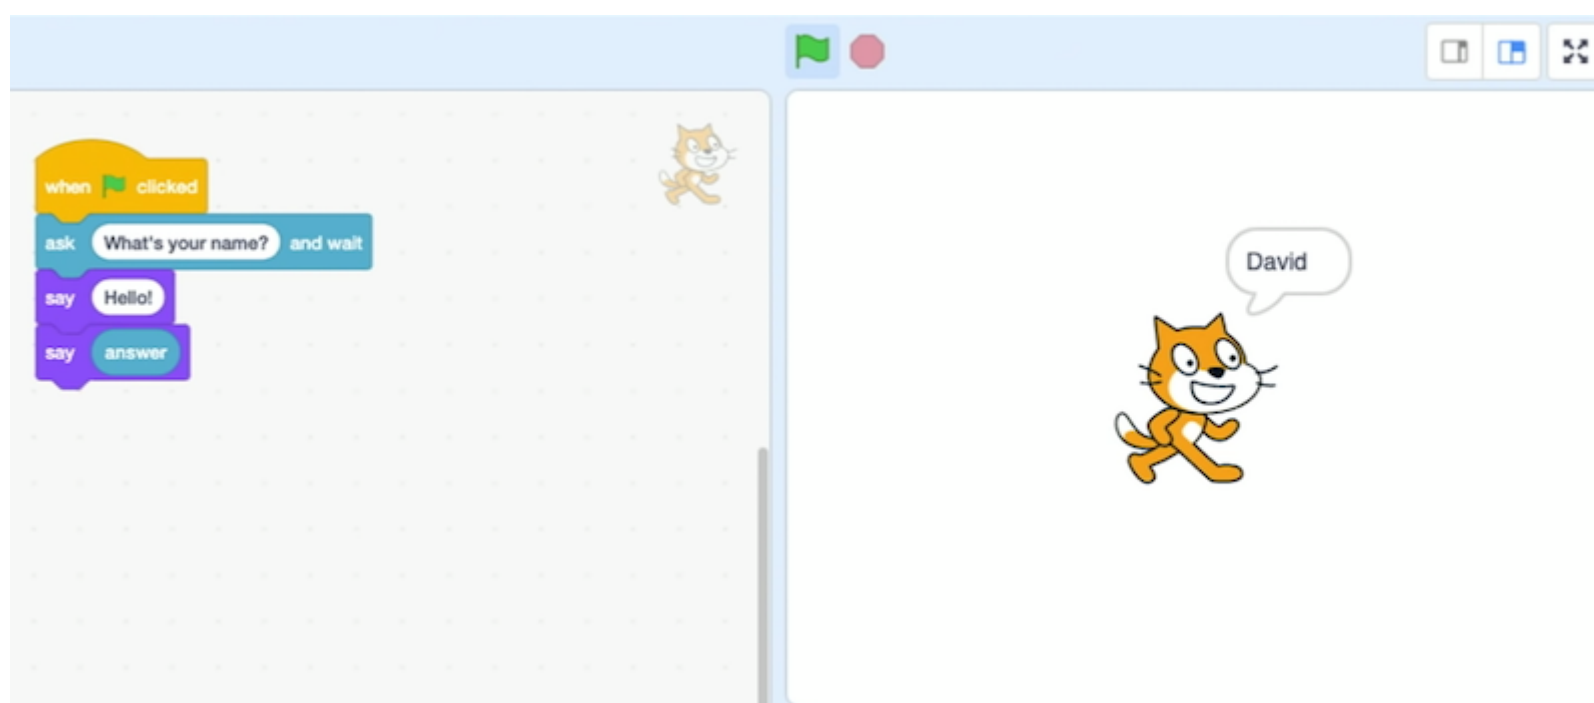 when clicked
ask What's your name? and wait
say Hello!
say answer
David